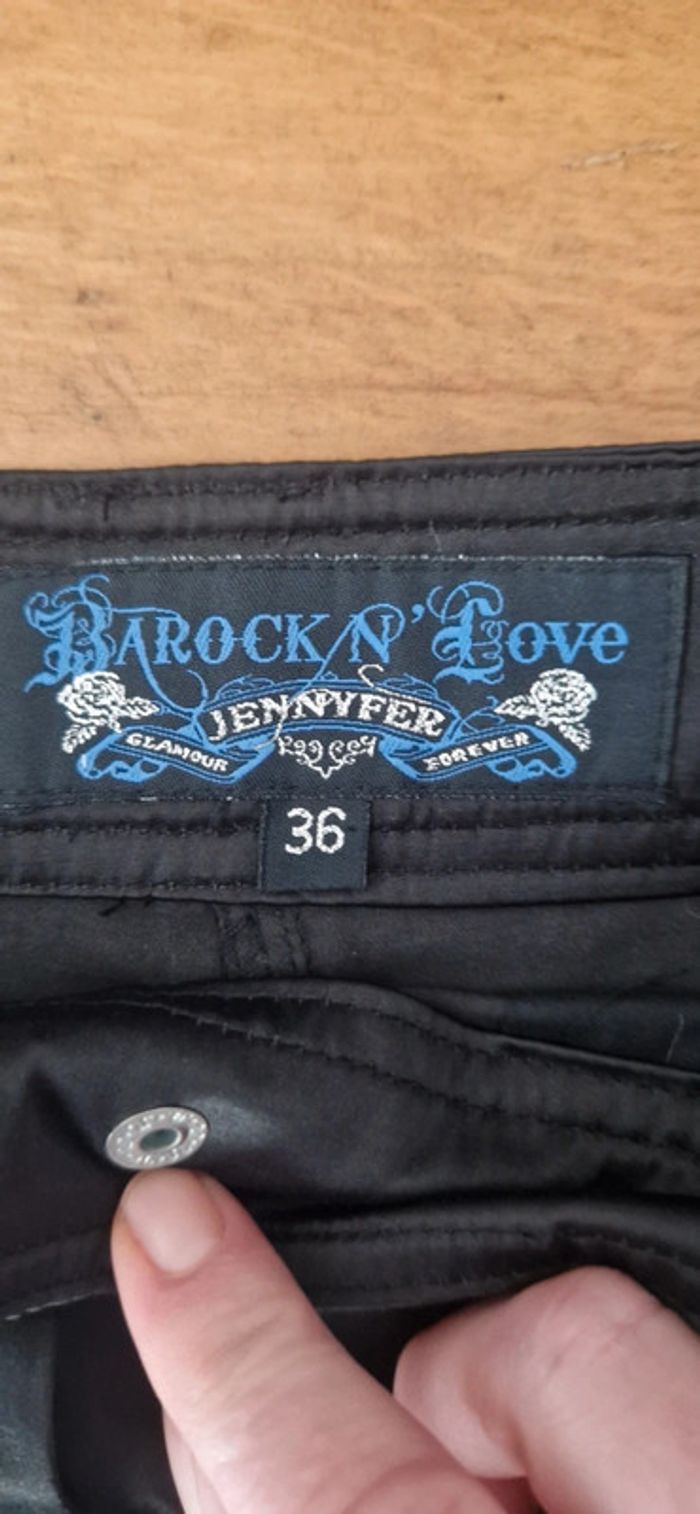 BAROCK N' Love
JENNYFER
GLAMOUR FOREVER
36